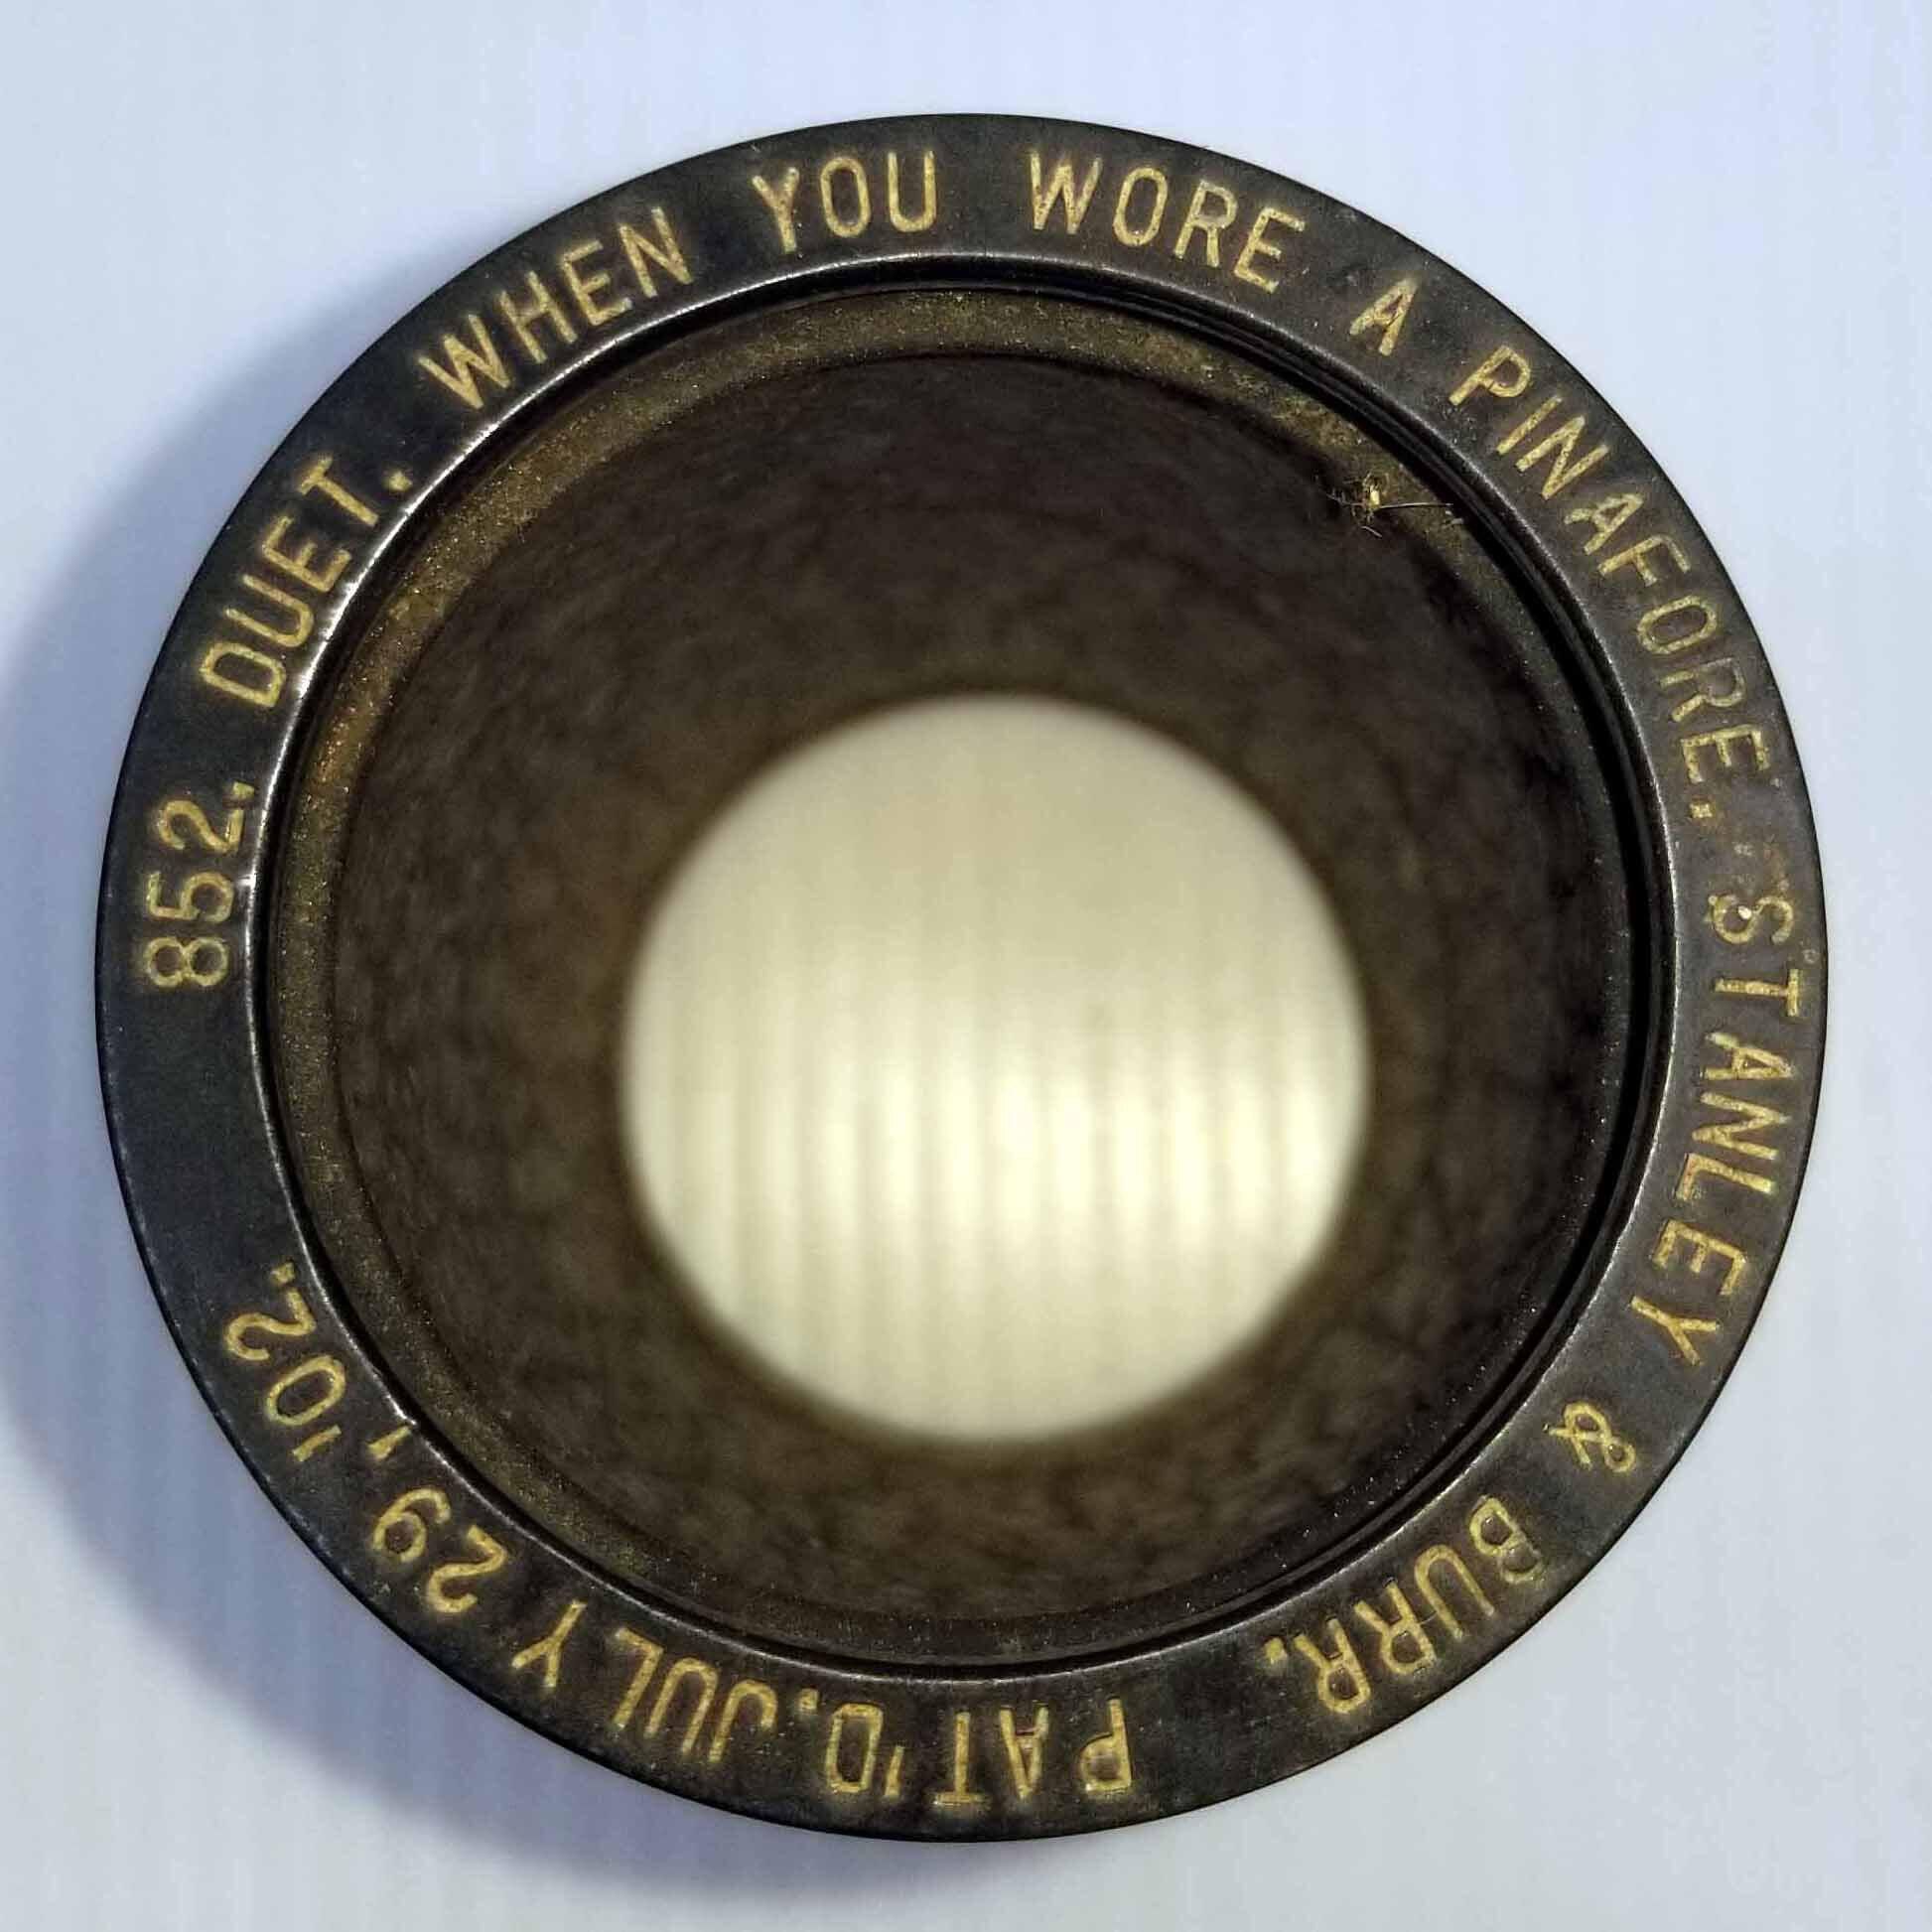 852. DUET. WHEN YOU WORE A PINAFORE. STANLEY & BURR. PAT'D. JULY 29, '02.